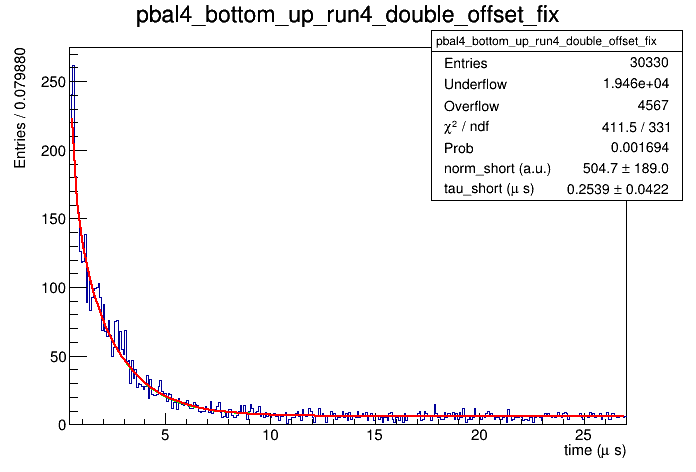 pbal4_bottom_up_run4_double_offset_fix
pbal4_bottom_up_run4_double_offset_fix
Entries 30330
Underflow 1.946e+04
Overflow 4567
χ² / ndf 411.5 / 331
Prob 0.001694
norm_short (a.u.) 504.7 ± 189.0
tau_short (μ s) 0.2539 ± 0.0422
Entries / 0.079880
250
200
150
100
50
0
5 10 15 20 25
time (μ s)